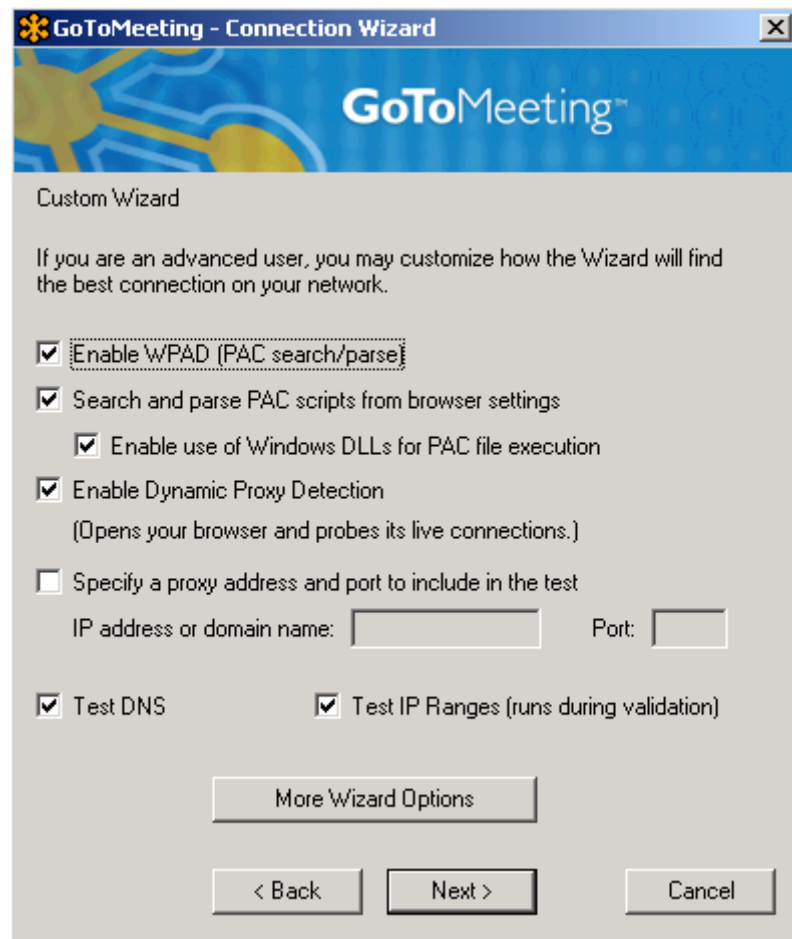 GoToMeeting - Connection Wizard
GoToMeeting™
Custom Wizard
If you are an advanced user, you may customize how the Wizard will find
the best connection on your network.
Enable WPAD (PAC search/parse)
Search and parse PAC scripts from browser settings
Enable use of Windows DLLs for PAC file execution
Enable Dynamic Proxy Detection
(Opens your browser and probes its live connections.)
Specify a proxy address and port to include in the test
IP address or domain name: Port:
Test DNS Test IP Ranges (runs during validation)
More Wizard Options
< Back Next > Cancel